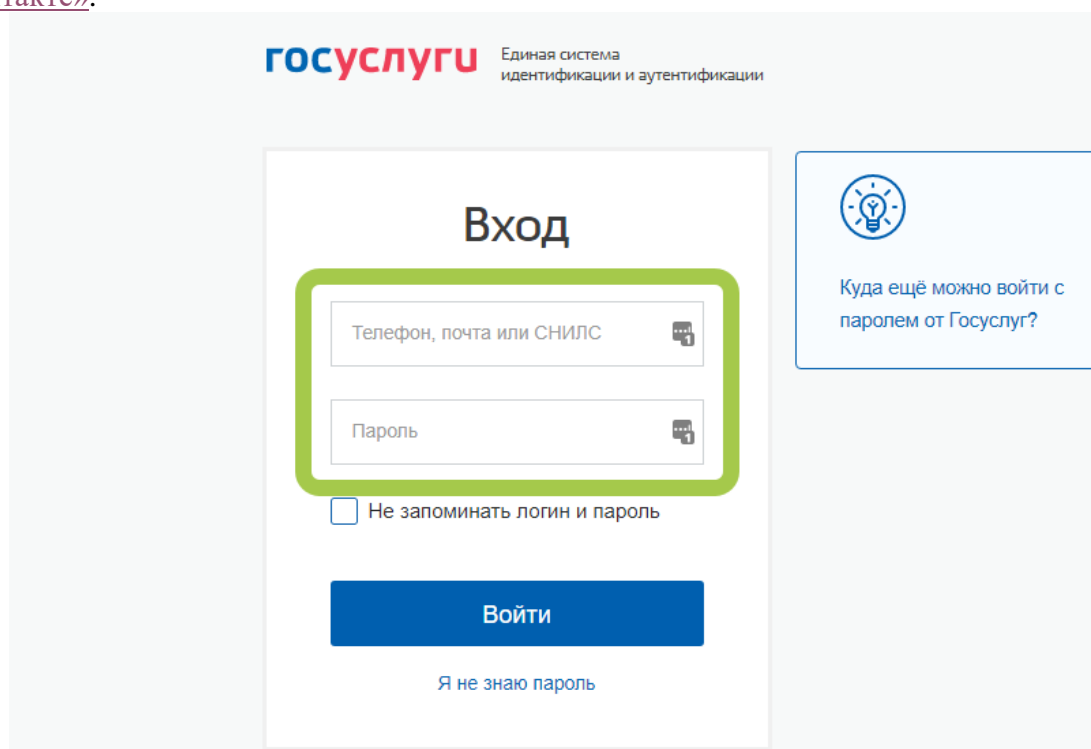 такте».
госуслуги
Единая система
идентификации и аутентификации
Вход
Телефон, почта или СНИЛС
Пароль
Не запоминать логин и пароль
Войти
Я не знаю пароль
Куда ещё можно войти с
паролем от Госуслуг?